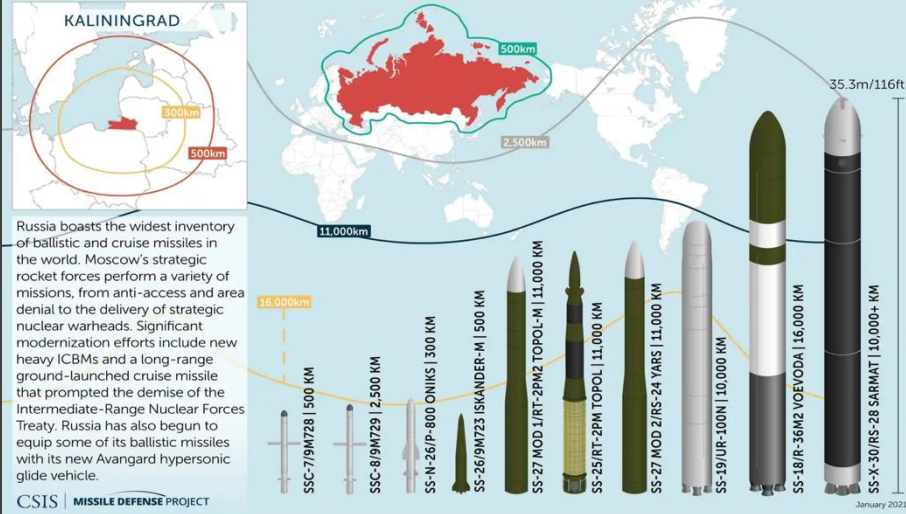 KALININGRAD
300km
500km
500km
2,500km
11,000km
16,000km
35.3m/116ft
Russia boasts the widest inventory
of ballistic and cruise missiles in
the world. Moscow's strategic
rocket forces perform a variety of
missions, from anti-access and area
denial to the delivery of strategic
nuclear warheads. Significant
modernization efforts include new
heavy ICBMs and a long-range
ground-launched cruise missile
that prompted the demise of the
Intermediate-Range Nuclear Forces
Treaty. Russia has also begun to
equip some of its ballistic missiles
with its new Avangard hypersonic
glide vehicle.
CSIS | MISSILE DEFENSE PROJECT
SSC-7/9M728 | 500 KM
SSC-8/9M729 | 2,500 KM
SS-N-26/P-800 ONIKS | 300 KM
SS-26/9M723 ISKANDER-M | 500 KM
SS-27 MOD 1/RT-2PM2 TOPOL-M | 11,000 KM
SS-25/RT-2PM TOPOL | 11,000 KM
SS-27 MOD 2/RS-24 YARS | 11,000 KM
SS-19/UR-100N | 10,000 KM
SS-18/R-36M2 VOEVODA | 16,000 KM
SS-X-30/RS-28 SARMAT | 10,000+ KM
January 2021